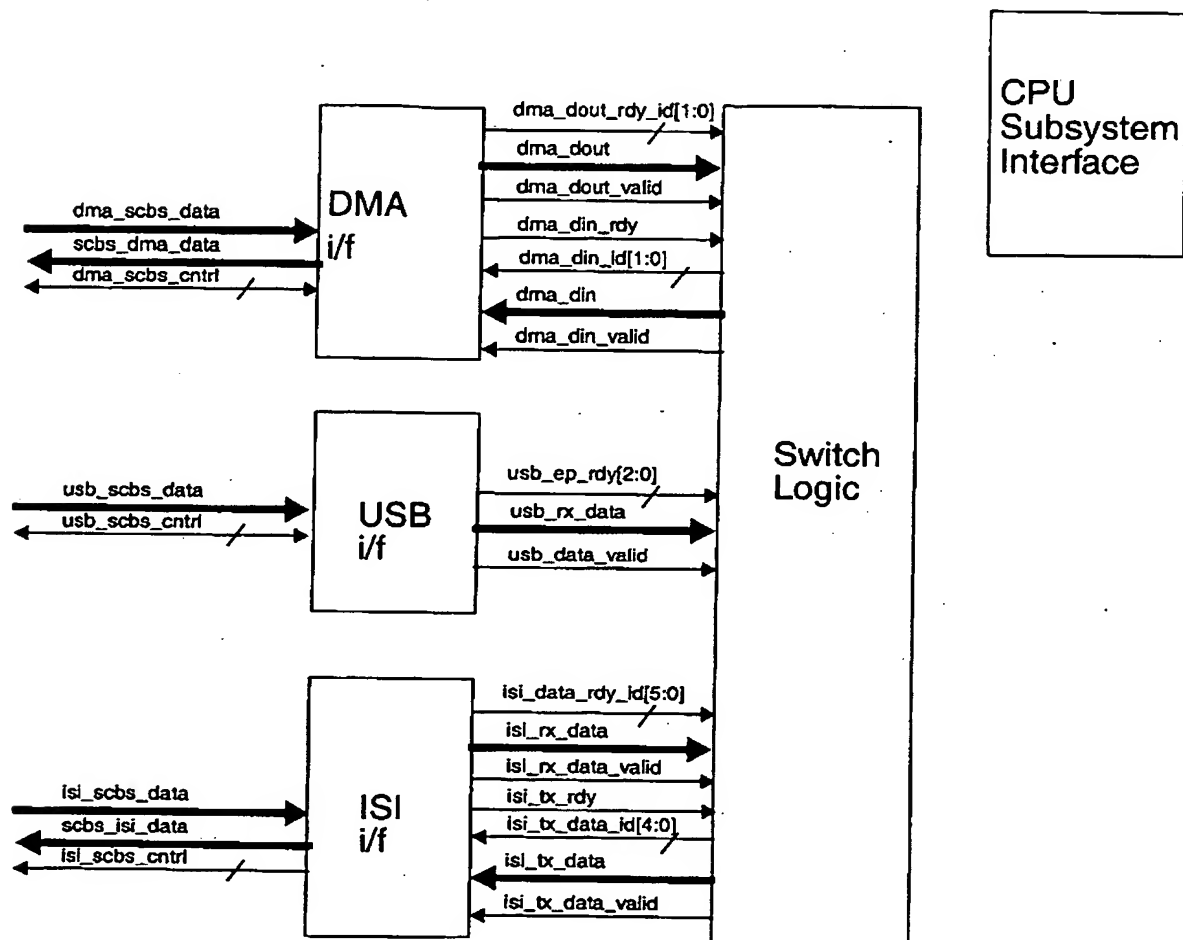 CPU
Subsystem
Interface
dma_dout_rdy_id[1:0]
dma_dout
dma_dout_valid
dma_din_rdy
dma_din_id[1:0]
dma_din
dma_din_valid
DMA
i/f
dma_scbs_data
scbs_dma_data
dma_scbs_cntrl
Switch
Logic
usb_ep_rdy[2:0]
usb_rx_data
usb_data_valid
USB
i/f
usb_scbs_data
usb_scbs_cntrl
isi_data_rdy_id[5:0]
isi_rx_data
isi_rx_data_valid
isi_tx_rdy
isi_tx_data_id[4:0]
isi_tx_data
isi_tx_data_valid
ISI
i/f
isi_scbs_data
scbs_isi_data
isi_scbs_cntrl